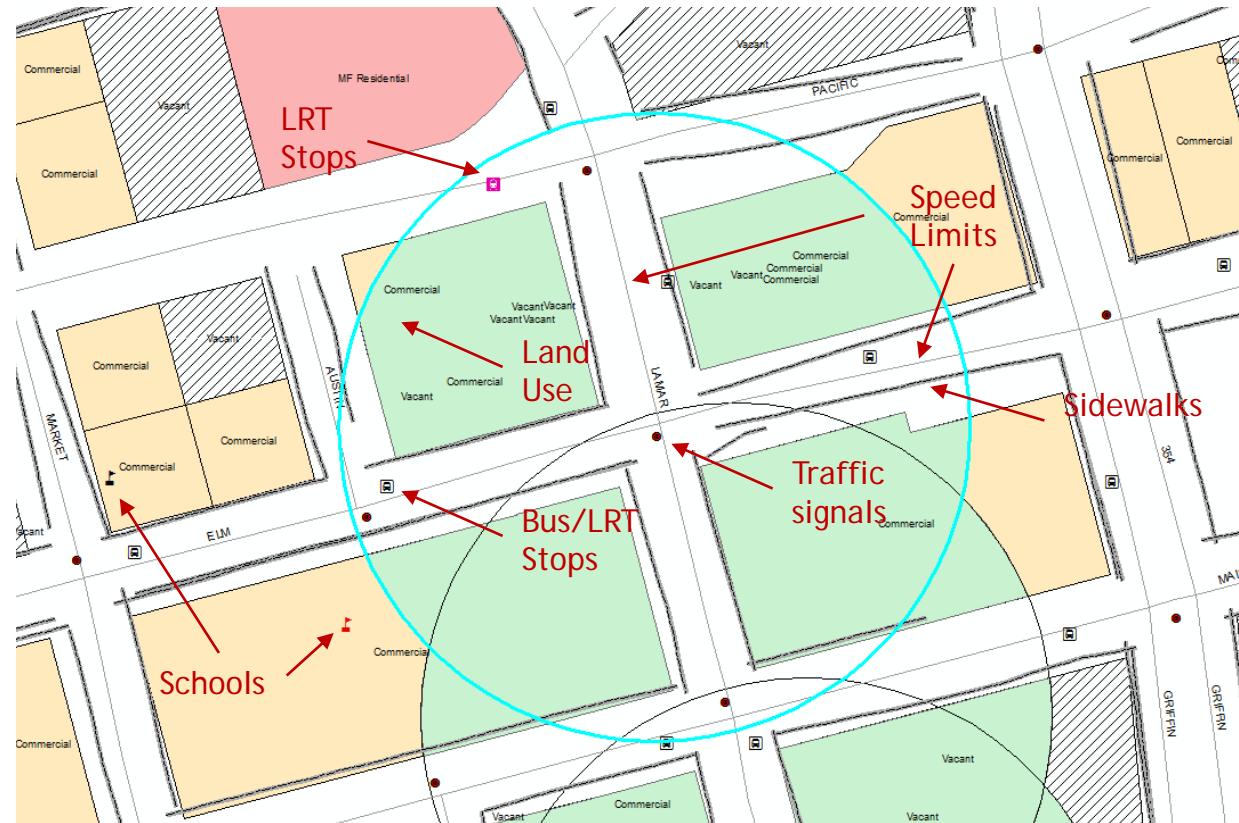 Vacant
Commercial
MF Residential
Vacant
PACIFIC
Commercial
LRT
Stops
Commercial
Commercial
Commercial
Speed
Limits
Commercial
Commercial
Commercial
Commercial
Vacant
Vacant
Commercial
Commercial
Vacant Vacant
Vacant Vacant
Vacant
Commercial
Land
Use
Commercial
Vacant
AUSTIN
LAMAR
Sidewalks
MARKET
Commercial
Commercial
354
Traffic
signals
Commercial
ELM
Bus/LRT
Stops
MAI
Schools
Commercial
GRIFFIN
GRIFFIN
Commercial
Vacant
Commercial
Vacant